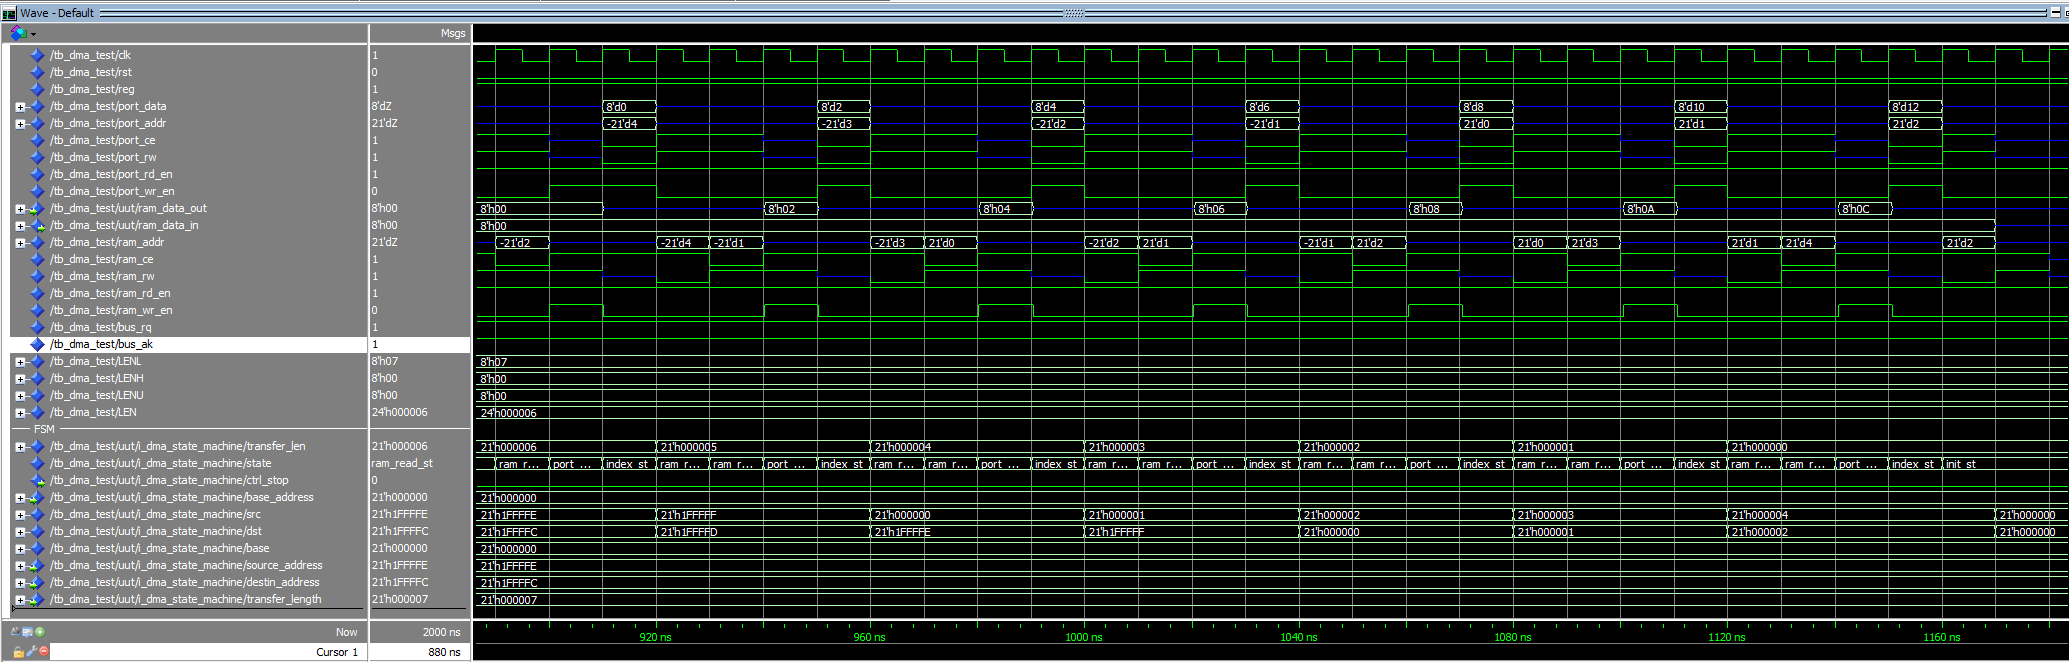 Wave - Default
Msgs
/tb_dma_test/clk 1
/tb_dma_test/rst 0
/tb_dma_test/reg 1
/tb_dma_test/port_data 8'dZ 8'd0 8'd2 8'd4 8'd6 8'd8 8'd10 8'd12
/tb_dma_test/port_addr 21'dZ -21'd4 -21'd3 -21'd2 -21'd1 21'd0 21'd1 21'd2
/tb_dma_test/port_ce 1
/tb_dma_test/port_rw 1
/tb_dma_test/port_rd_en 1
/tb_dma_test/port_wr_en 0
/tb_dma_test/uut/ram_data_out 8'h00 8'h00 8'h02 8'h04 8'h06 8'h08 8'h0A 8'h0C
/tb_dma_test/uut/ram_data_in 8'h00 8'h00
/tb_dma_test/ram_addr 21'dZ -21'd2 -21'd4 -21'd1 -21'd3 21'd0 -21'd2 21'd1 -21'd1 21'd2 21'd0 21'd3 21'd1 21'd4 21'd2
/tb_dma_test/ram_ce 1
/tb_dma_test/ram_rw 1
/tb_dma_test/ram_rd_en 1
/tb_dma_test/ram_wr_en 0
/tb_dma_test/bus_rq 1
/tb_dma_test/bus_ak 1
/tb_dma_test/LENL 8'h07 8'h07
/tb_dma_test/LENH 8'h00 8'h00
/tb_dma_test/LENU 8'h00 8'h00
/tb_dma_test/LEN 24'h000006 24'h000006
FSM
/tb_dma_test/uut/i_dma_state_machine/transfer_len 21'h000006 21'h000006 21'h000005 21'h000004 21'h000003 21'h000002 21'h000001 21'h000000
/tb_dma_test/uut/i_dma_state_machine/state ram_read_st ram r... port ... index_st ram_r... ram r... port ... index st ram r... ram r... port ... index st ram r... ram r... port ... index st ram r... ram r... port ... index st ram r... ram r... port ... index st ram r... ram r... port ... index st init st
/tb_dma_test/uut/i_dma_state_machine/ctrl_stop 0
/tb_dma_test/uut/i_dma_state_machine/base_address 21'h000000 21'h000000
/tb_dma_test/uut/i_dma_state_machine/src 21'h1FFFFE 21'h1FFFFE 21'h1FFFFF 21'h000000 21'h000001 21'h000002 21'h000003 21'h000004 21'h000000
/tb_dma_test/uut/i_dma_state_machine/dst 21'h1FFFFC 21'h1FFFFC 21'h1FFFFD 21'h1FFFFE 21'h1FFFFF 21'h000000 21'h000001 21'h000002 21'h000000
/tb_dma_test/uut/i_dma_state_machine/base 21'h000000 21'h000000
/tb_dma_test/uut/i_dma_state_machine/source_address 21'h1FFFFE 21'h1FFFFE
/tb_dma_test/uut/i_dma_state_machine/destin_address 21'h1FFFFC 21'h1FFFFC
/tb_dma_test/uut/i_dma_state_machine/transfer_length 21'h000007 21'h000007
Now 2000 ns 920 ns 960 ns 1000 ns 1040 ns 1080 ns 1120 ns 1160 ns
Cursor 1 880 ns